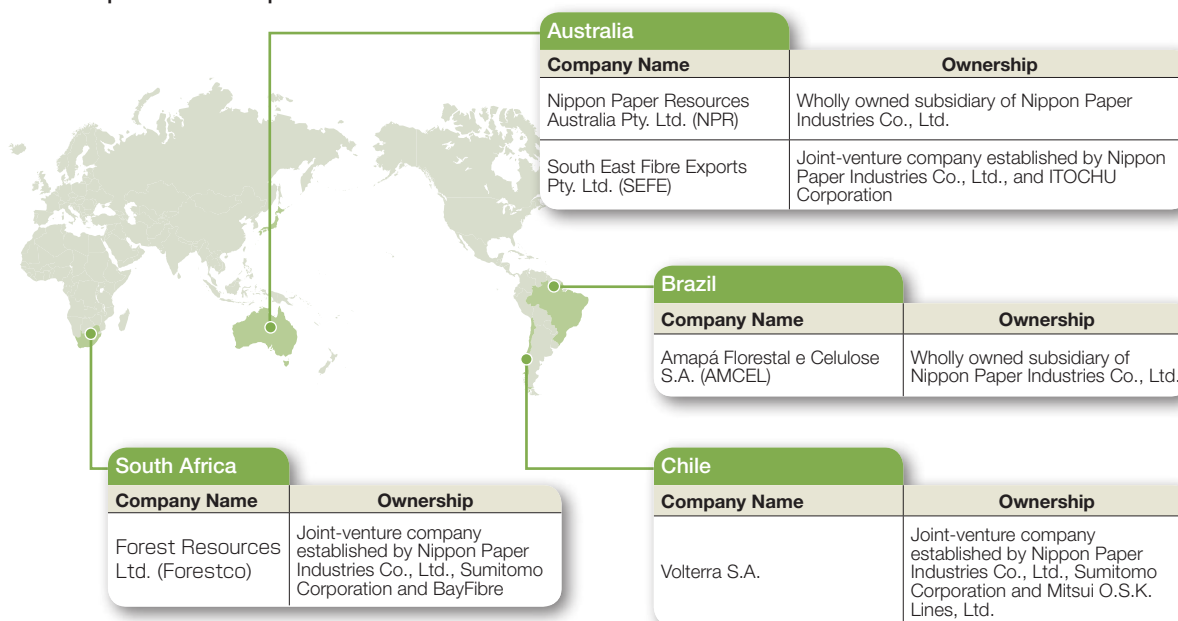 Australia
Company Name Ownership
Nippon Paper Resources
Australia Pty. Ltd. (NPR)
Wholly owned subsidiary of Nippon Paper
Industries Co., Ltd.
South East Fibre Exports
Pty. Ltd. (SEFE)
Joint-venture company established by Nippon
Paper Industries Co., Ltd., and ITOCHU
Corporation
Brazil
Company Name Ownership
Amapá Florestal e Celulose
S.A. (AMCEL)
Wholly owned subsidiary of
Nippon Paper Industries Co., Ltd.
South Africa
Company Name Ownership
Forest Resources
Ltd. (Forestco)
Joint-venture company
established by Nippon Paper
Industries Co., Ltd., Sumitomo
Corporation and BayFibre
Chile
Company Name Ownership
Volterra S.A.
Joint-venture company
established by Nippon Paper
Industries Co., Ltd., Sumitomo
Corporation and Mitsui O.S.K.
Lines, Ltd.